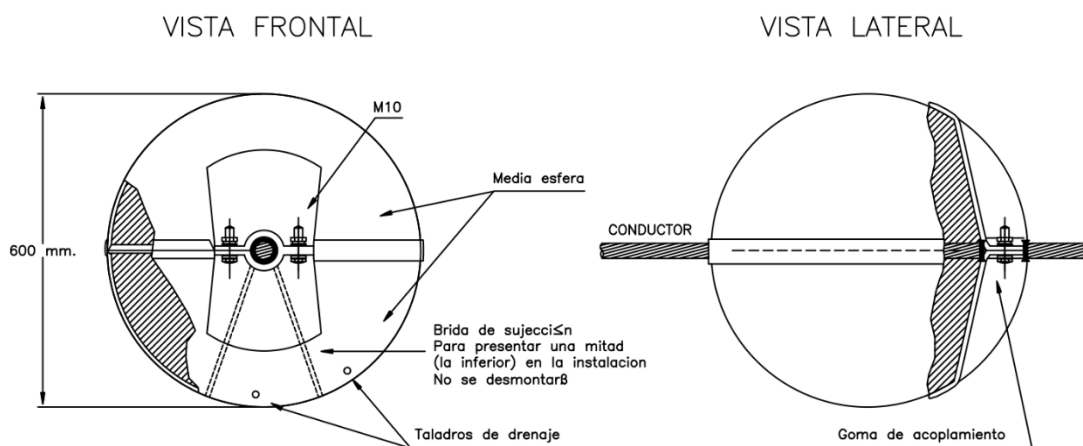 VISTA FRONTAL
VISTA LATERAL
M10
Media esfera
600 mm.
CONDUCTOR
Brida de sujecci≤n
Para presentar una mitad
(la inferior) en la instalacion
No se desmontarß
Taladros de drenaje
Goma de acoplamiento